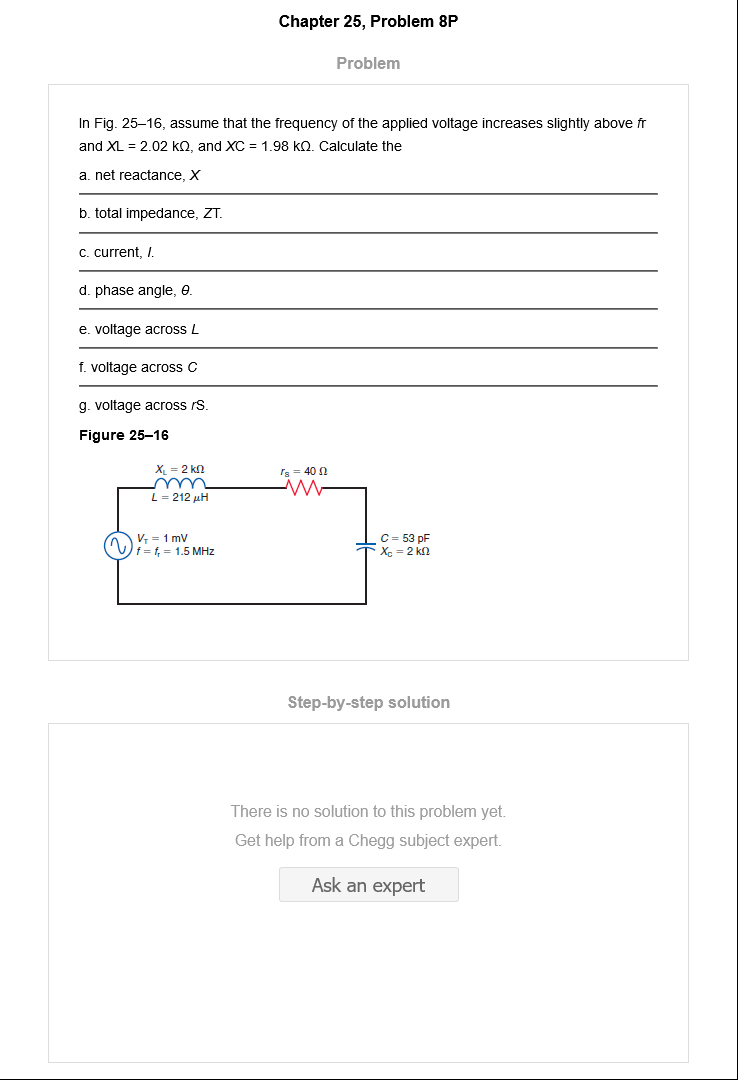 Chapter 25, Problem 8P
Problem
In Fig. 25–16, assume that the frequency of the applied voltage increases slightly above fr
and XL = 2.02 kΩ, and XC = 1.98 kΩ. Calculate the
a. net reactance, X
b. total impedance, ZT.
c. current, I.
d. phase angle, θ.
e. voltage across L
f. voltage across C
g. voltage across rS.
Figure 25–16
X_L = 2 kΩ
L = 212 μH
r_S = 40 Ω
V_T = 1 mV
f = f_r = 1.5 MHz
C = 53 pF
X_C = 2 kΩ
Step-by-step solution
There is no solution to this problem yet.
Get help from a Chegg subject expert.
Ask an expert